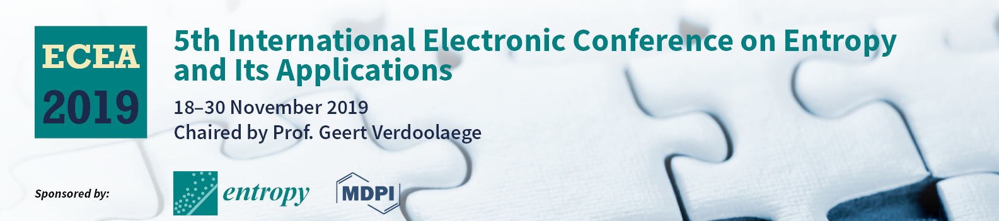 ECEA
2019
5th International Electronic Conference on Entropy
and Its Applications
18–30 November 2019
Chaired by Prof. Geert Verdoolaege
Sponsored by:
entropy
MDPI